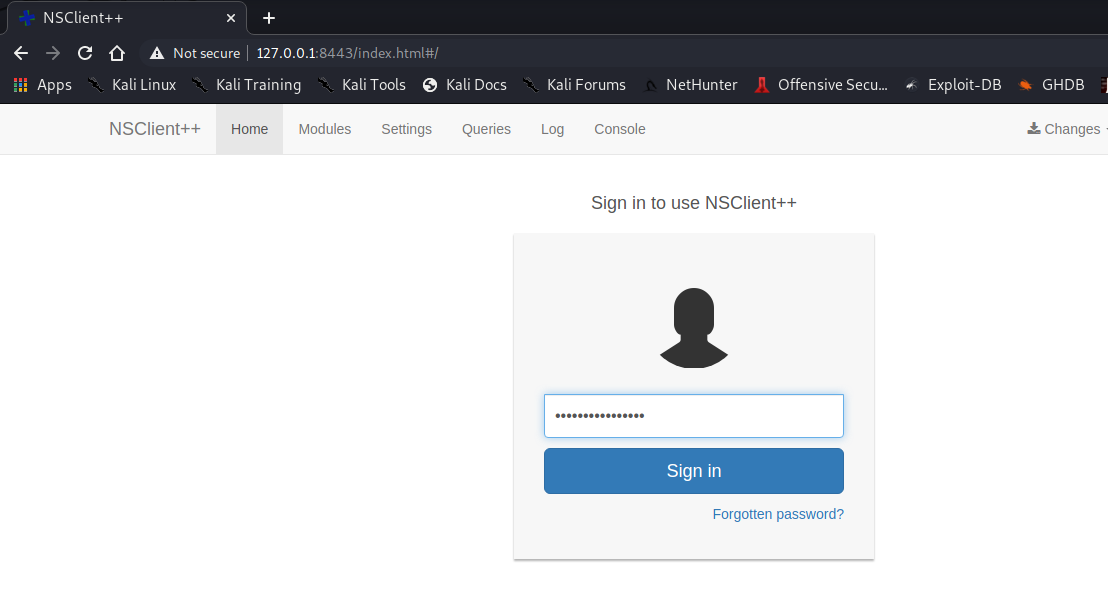 NSClient++
Not secure 127.0.0.1:8443/index.html#/
Apps Kali Linux Kali Training Kali Tools Kali Docs Kali Forums NetHunter Offensive Secu... Exploit-DB GHDB
NSClient++ Home Modules Settings Queries Log Console Changes
Sign in to use NSClient++
••••••••••••••••
Sign in
Forgotten password?